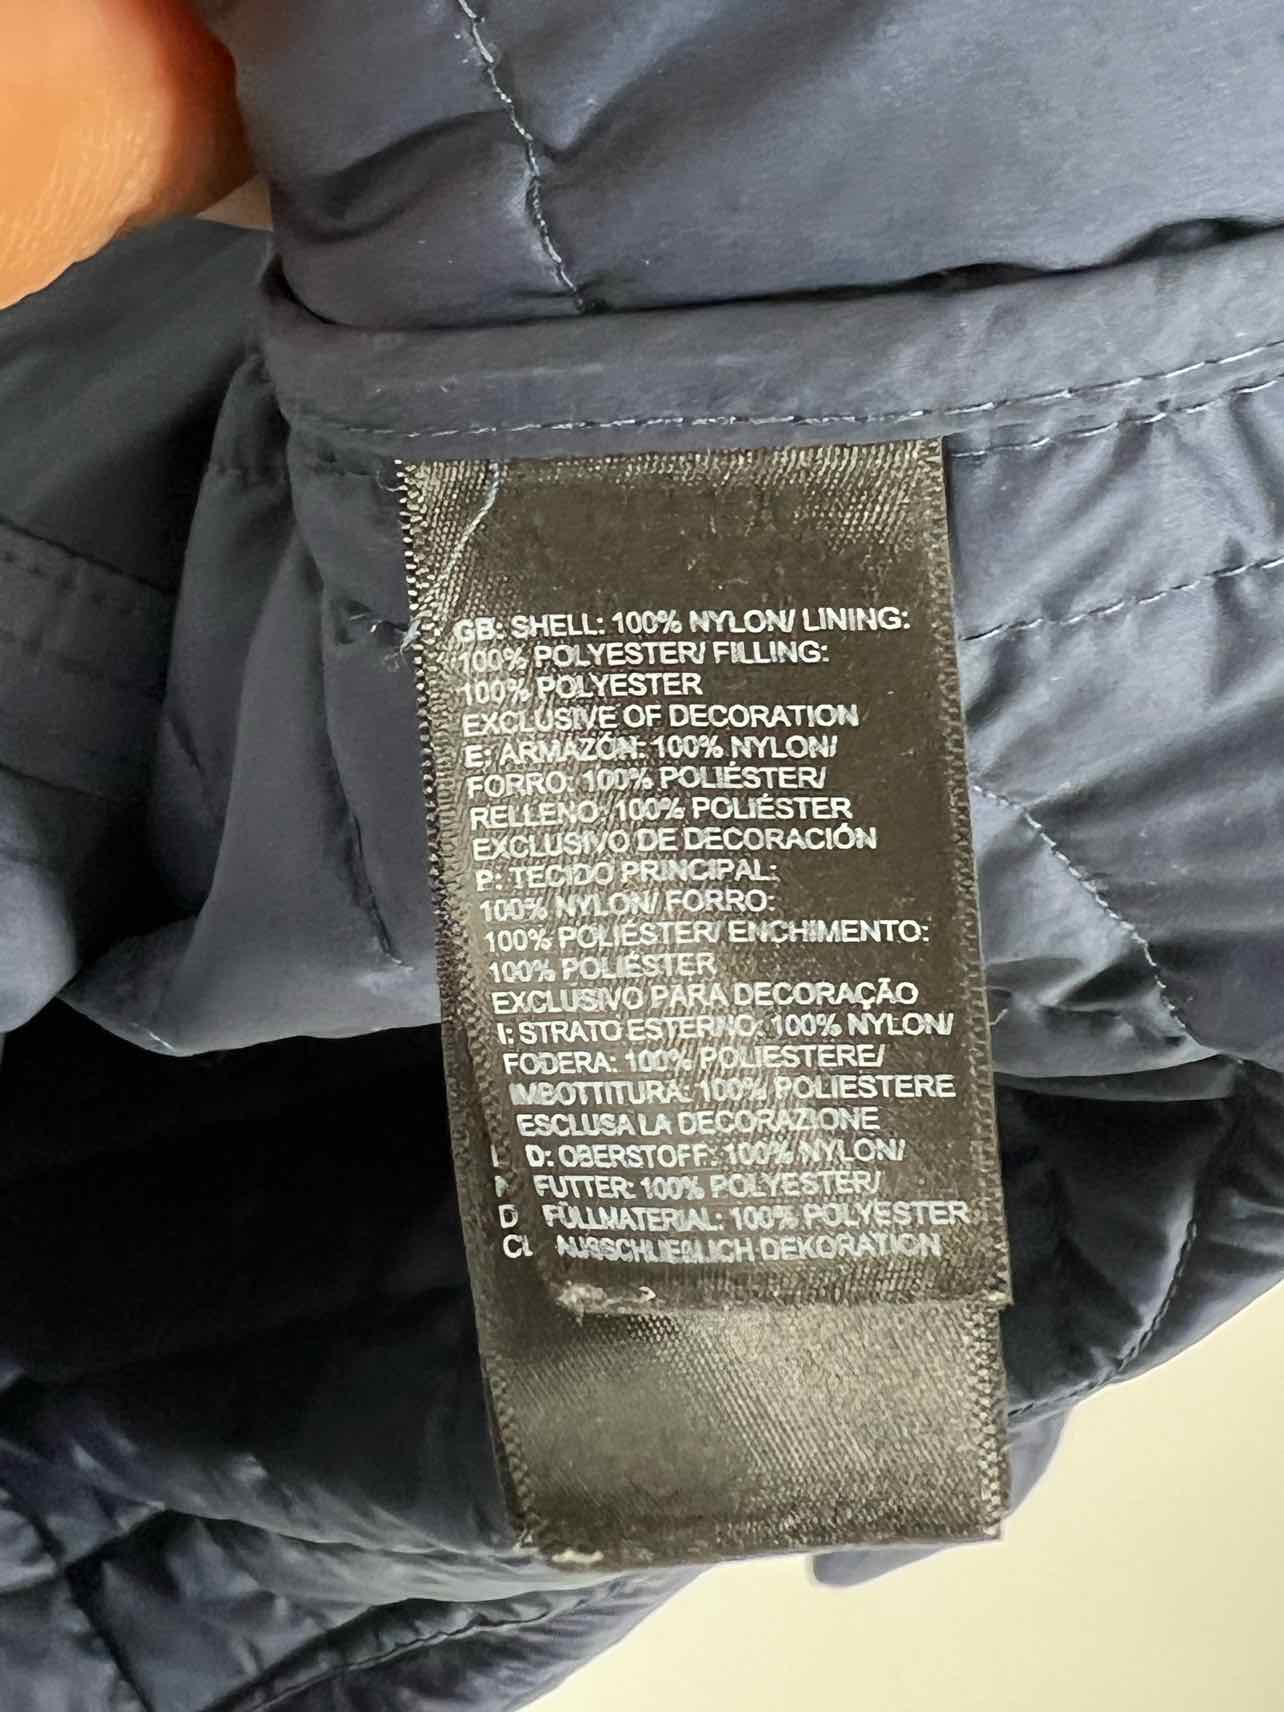 GB: SHELL: 100% NYLON/ LINING:
100% POLYESTER/ FILLING:
100% POLYESTER
EXCLUSIVE OF DECORATION
E: ARMAZÓN: 100% NYLON/
FORRO: 100% POLIÉSTER/
RELLENO: 100% POLIÉSTER
EXCLUSIVO DE DECORACIÓN
P: TECIDO PRINCIPAL:
100% NYLON/ FORRO:
100% POLIÉSTER/ ENCHIMENTO:
100% POLIÉSTER
EXCLUSIVO PARA DECORAÇÃO
I: STRATO ESTERNO: 100% NYLON/
FODERA: 100% POLIESTERE/
IMBOTTITURA: 100% POLIESTERE
ESCLUSA LA DECORAZIONE
D: OBERSTOFF: 100% NYLON/
FUTTER: 100% POLYESTER/
D FÜLLMATERIAL: 100% POLYESTER
AUSSCHLIEßLICH DEKORATION